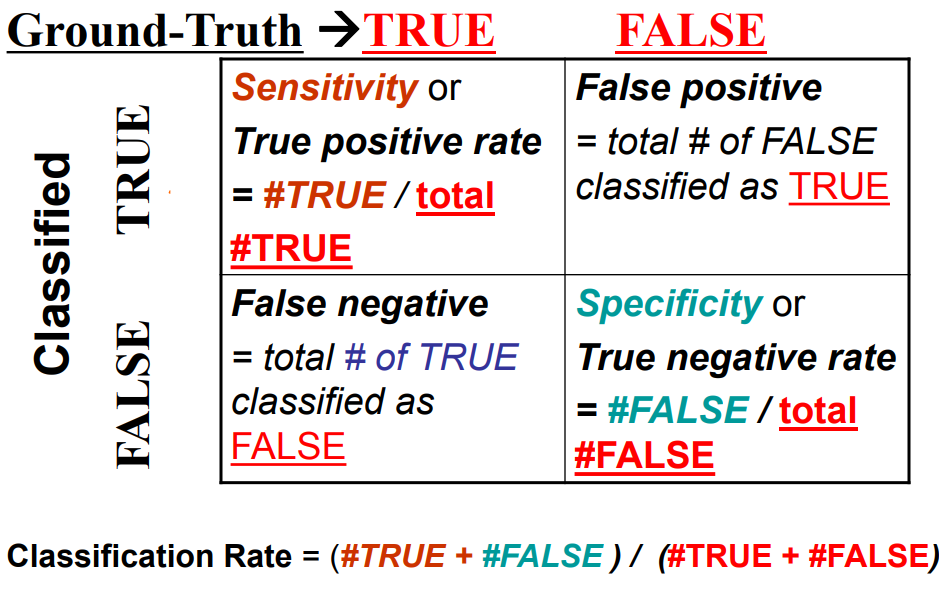 Ground-Truth →TRUE FALSE
Classified
TRUE
Sensitivity or
True positive rate
= #TRUE / total
#TRUE
False positive
= total # of FALSE
classified as TRUE
FALSE
False negative
= total # of TRUE
classified as
FALSE
Specificity or
True negative rate
= #FALSE / total
#FALSE
Classification Rate = (#TRUE + #FALSE ) / (#TRUE + #FALSE)